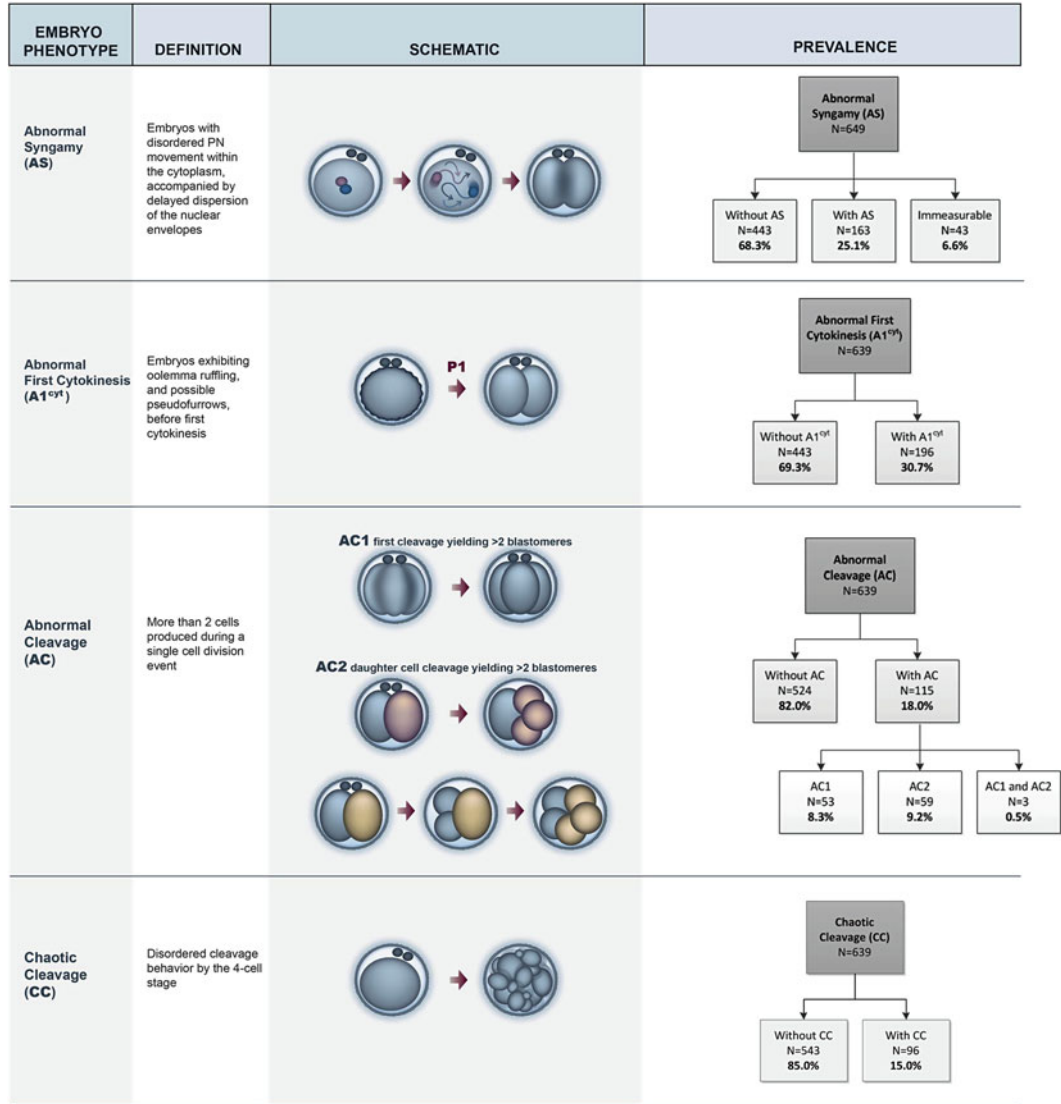 EMBRYO
PHENOTYPE
DEFINITION
SCHEMATIC
PREVALENCE
Abnormal
Syngamy
(AS)
Embryos with
disordered PN
movement within
the cytoplasm,
accompanied by
delayed dispersion
of the nuclear
envelopes
Abnormal
Syngamy (AS)
N=649
Without AS
N=443
68.3%
With AS
N=163
25.1%
Immeasurable
N=43
6.6%
Abnormal
First Cytokinesis
(A1cyt)
Embryos exhibiting
oolemma ruffling,
and possible
pseudofurrows,
before first
cytokinesis
P1
Abnormal First
Cytokinesis (A1cyt)
N=639
Without A1cyt
N=443
69.3%
With A1cyt
N=196
30.7%
Abnormal
Cleavage
(AC)
More than 2 cells
produced during a
single cell division
event
AC1 first cleavage yielding >2 blastomeres
AC2 daughter cell cleavage yielding >2 blastomeres
Abnormal
Cleavage (AC)
N=639
Without AC
N=524
82.0%
With AC
N=115
18.0%
AC1
N=53
8.3%
AC2
N=59
9.2%
AC1 and AC2
N=3
0.5%
Chaotic
Cleavage
(CC)
Disordered cleavage
behavior by the 4-cell
stage
Chaotic
Cleavage (CC)
N=639
Without CC
N=543
85.0%
With CC
N=96
15.0%